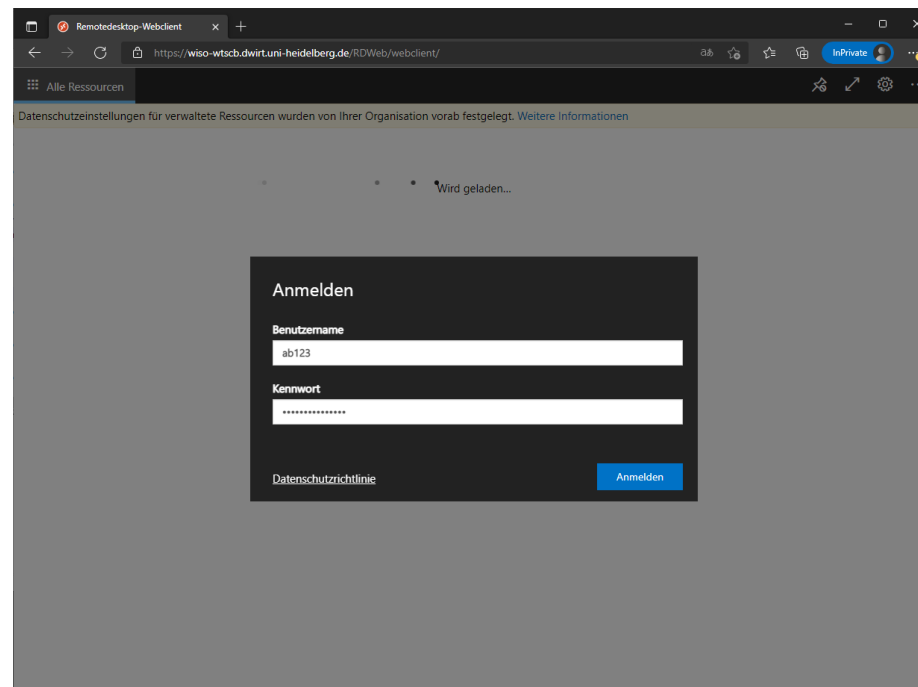 Remotedesktop-Webclient
https://wiso-wtscb.dwirt.uni-heidelberg.de/RDWeb/webclient/
InPrivate
Alle Ressourcen
Datenschutzeinstellungen für verwaltete Ressourcen wurden von Ihrer Organisation vorab festgelegt. Weitere Informationen
Wird geladen...
Anmelden
Benutzername
ab123
Kennwort
•••••••••••••••
Datenschutzrichtlinie
Anmelden